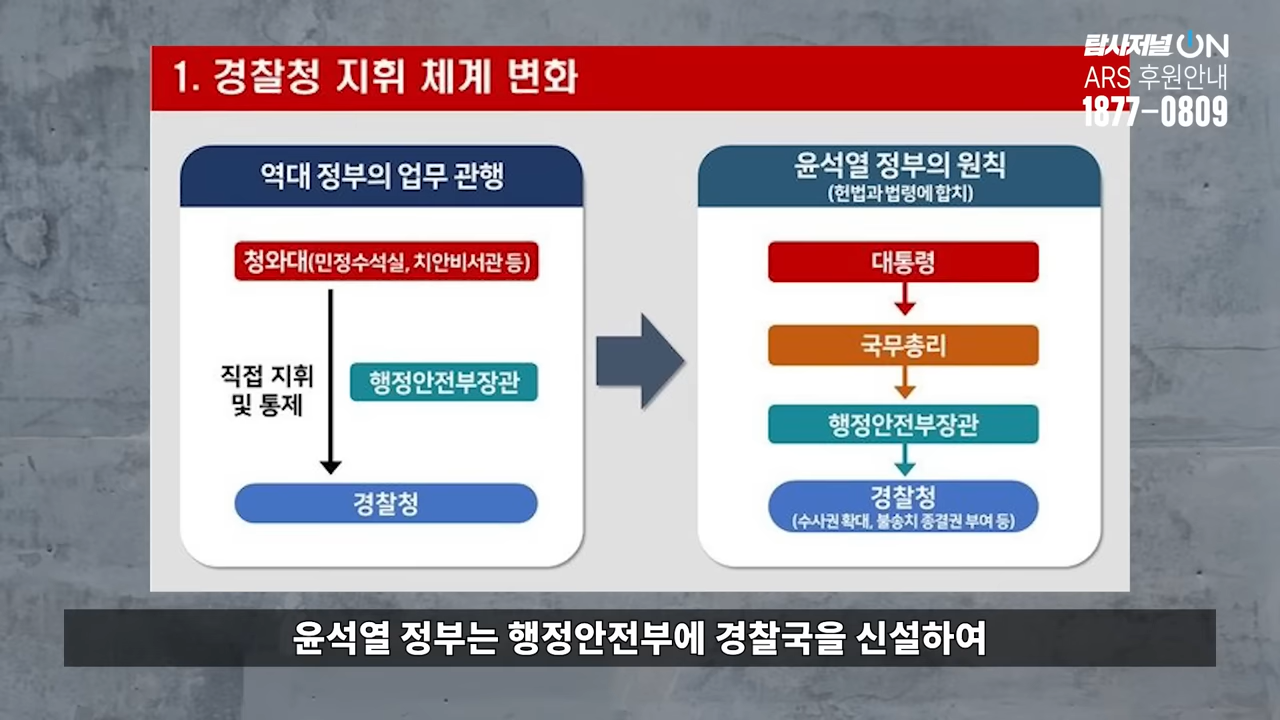 탐사저널 ON
ARS 후원안내
1877-0809
1. 경찰청 지휘 체계 변화
역대 정부의 업무 관행
청와대(민정수석실, 치안비서관 등)
직접 지휘
및 통제
행정안전부장관
경찰청
윤석열 정부의 원칙
(헌법과 법령에 합치)
대통령
국무총리
행정안전부장관
경찰청
(수사권 확대, 불송치 종결권 부여 등)
윤석열 정부는 행정안전부에 경찰국을 신설하여